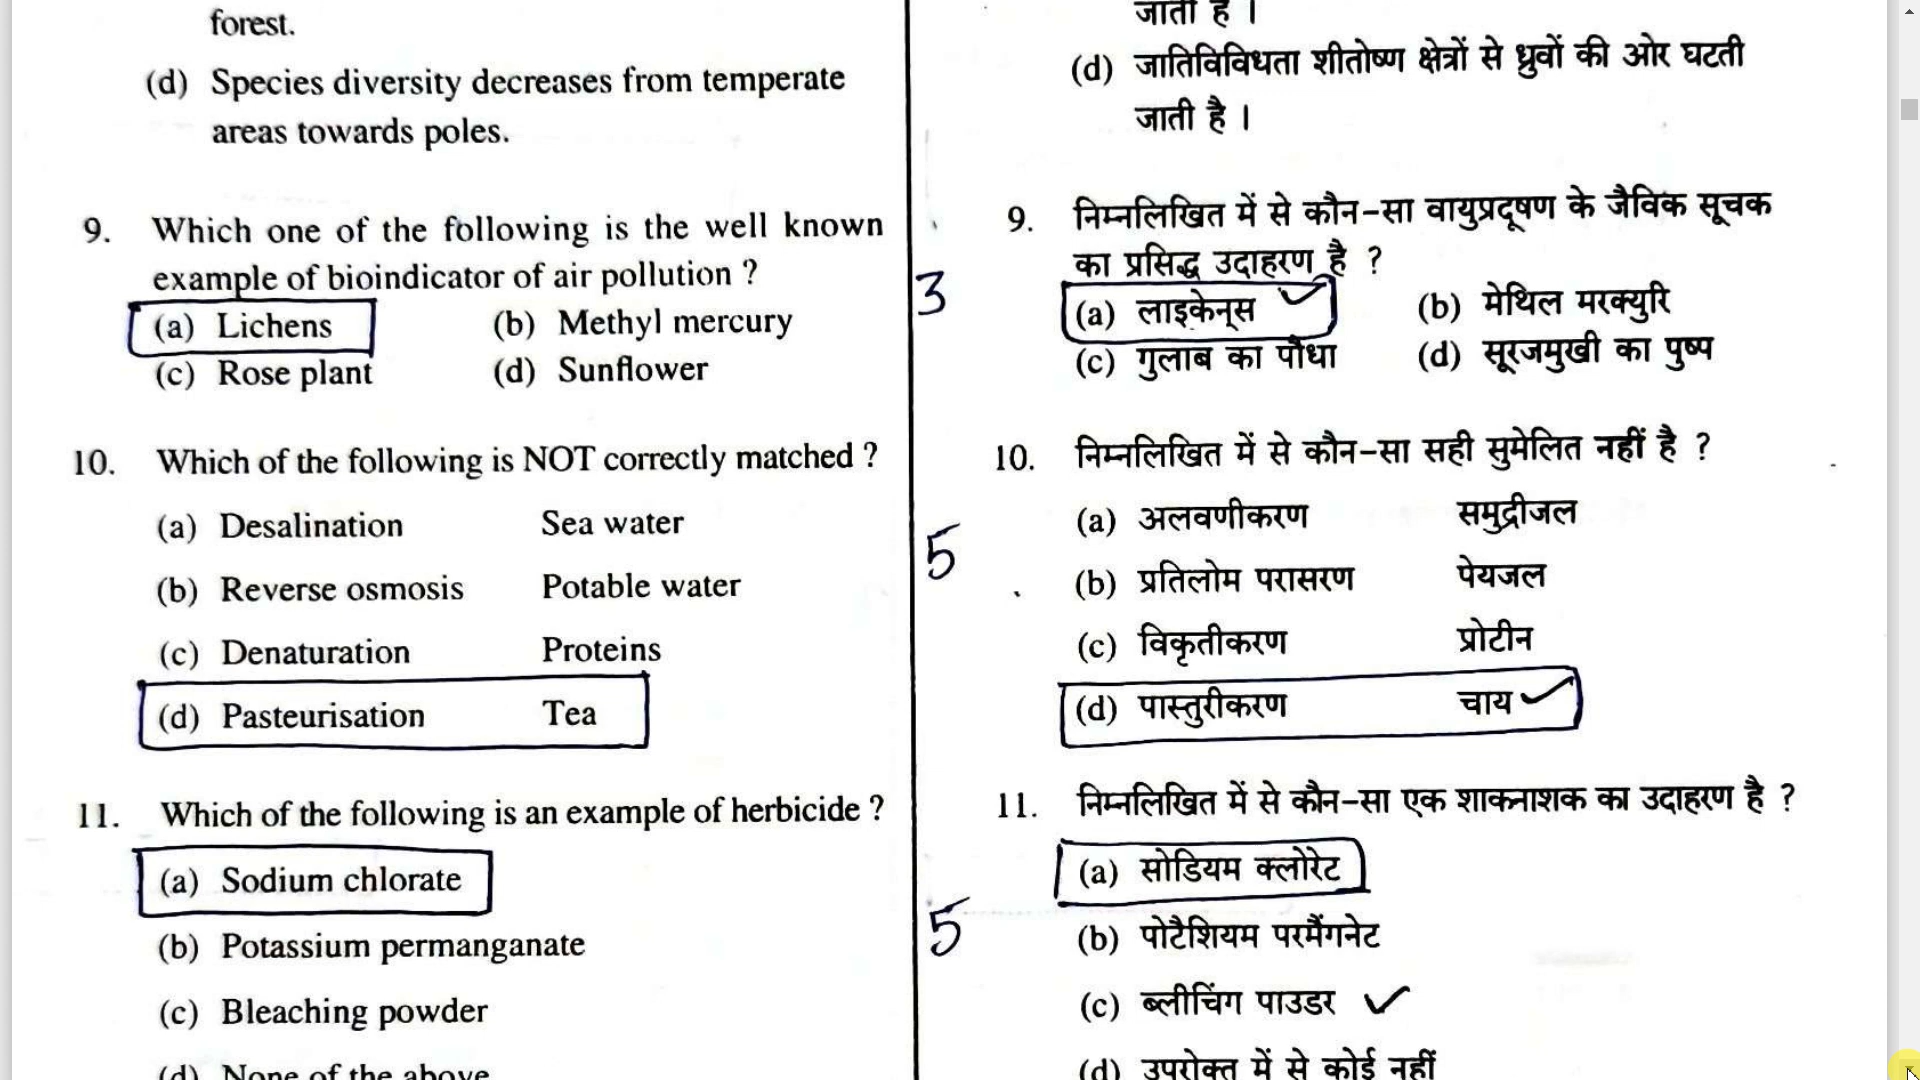 forest.
(d) Species diversity decreases from temperate
areas towards poles.
9. Which one of the following is the well known
example of bioindicator of air pollution ?
(a) Lichens (b) Methyl mercury
(c) Rose plant (d) Sunflower
10. Which of the following is NOT correctly matched ?
(a) Desalination Sea water
(b) Reverse osmosis Potable water
(c) Denaturation Proteins
(d) Pasteurisation Tea
11. Which of the following is an example of herbicide ?
(a) Sodium chlorate
(b) Potassium permanganate
(c) Bleaching powder
(d) None of the above
3
5
5
जाती है ।
(d) जातिविविधता शीतोष्ण क्षेत्रों से ध्रुवों की ओर घटती
जाती है ।
9. निम्नलिखित में से कौन-सा वायुप्रदूषण के जैविक सूचक
का प्रसिद्ध उदाहरण है ?
(a) लाइकेन्स (b) मेथिल मरक्युरि
(c) गुलाब का पौधा (d) सूरजमुखी का पुष्प
10. निम्नलिखित में से कौन-सा सही सुमेलित नहीं है ?
(a) अलवणीकरण समुद्रीजल
(b) प्रतिलोम परासरण पेयजल
(c) विकृतीकरण प्रोटीन
(d) पास्तुरीकरण चाय
11. निम्नलिखित में से कौन-सा एक शाकनाशक का उदाहरण है ?
(a) सोडियम क्लोरेट
(b) पोटैशियम परमैंगनेट
(c) ब्लीचिंग पाउडर
(d) उपरोक्त में से कोई नहीं